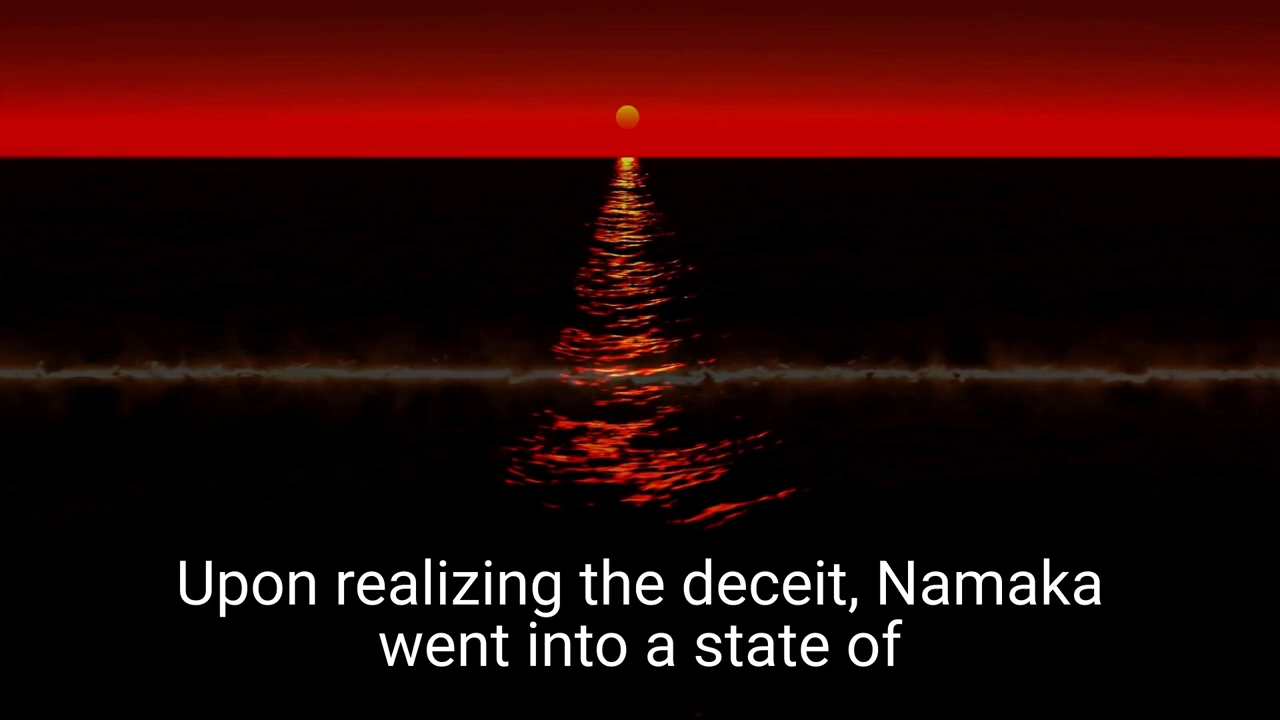 Upon realizing the deceit, Namaka
went into a state of